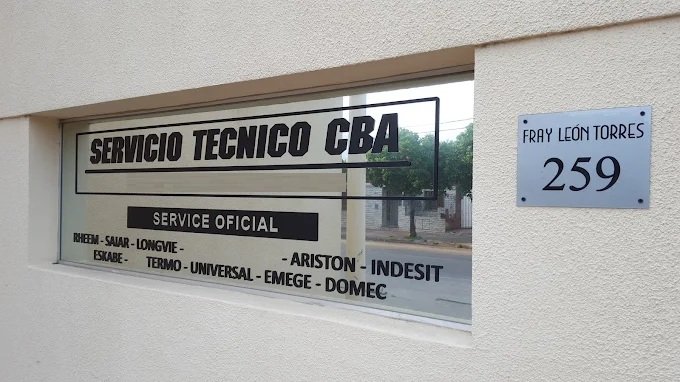 SERVICIO TECNICO CBA
SERVICE OFICIAL
RHEEM - SAIAR - LONGVIE - - ARISTON - INDESIT
ESKABE - TERMO - UNIVERSAL - EMEGE - DOMEC
FRAY LEÓN TORRES
259